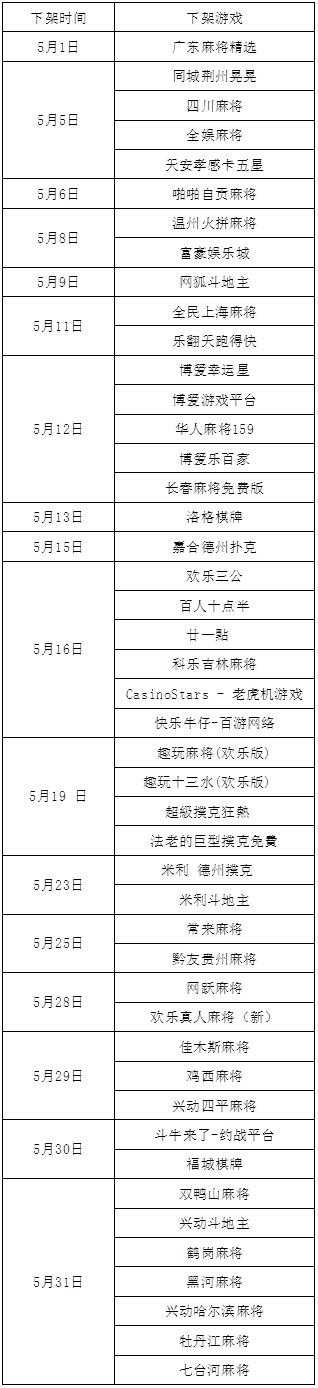 下架时间 下架游戏
5月1日 广东麻将精选
5月5日 同城荆州晃晃
四川麻将
全娱麻将
天安孝感卡五星
5月6日 啪啪自贡麻将
5月8日 温州火拼麻将
富豪娱乐城
5月9日 网狐斗地主
5月11日 全民上海麻将
乐翻天跑得快
5月12日 博爱幸运星
博爱游戏平台
华人麻将159
博爱乐百家
长春麻将免费版
5月13日 洛格棋牌
5月15日 嘉合德州扑克
5月16日 欢乐三公
百人十点半
廿一點
科乐吉林麻将
CasinoStars - 老虎机游戏
快乐牛仔-百游网络
5月19 日 趣玩麻将(欢乐版)
趣玩十三水(欢乐版)
超級撲克狂熱
法老的巨型撲克免費
5月23日 米利 德州撲克
米利斗地主
5月25日 常来麻将
黔友贵州麻将
5月28日 网跃麻将
欢乐真人麻将（新）
5月29日 佳木斯麻将
鸡西麻将
兴动四平麻将
5月30日 斗牛来了-约战平台
福城棋牌
5月31日 双鸭山麻将
兴动斗地主
鹤岗麻将
黑河麻将
兴动哈尔滨麻将
牡丹江麻将
七台河麻将